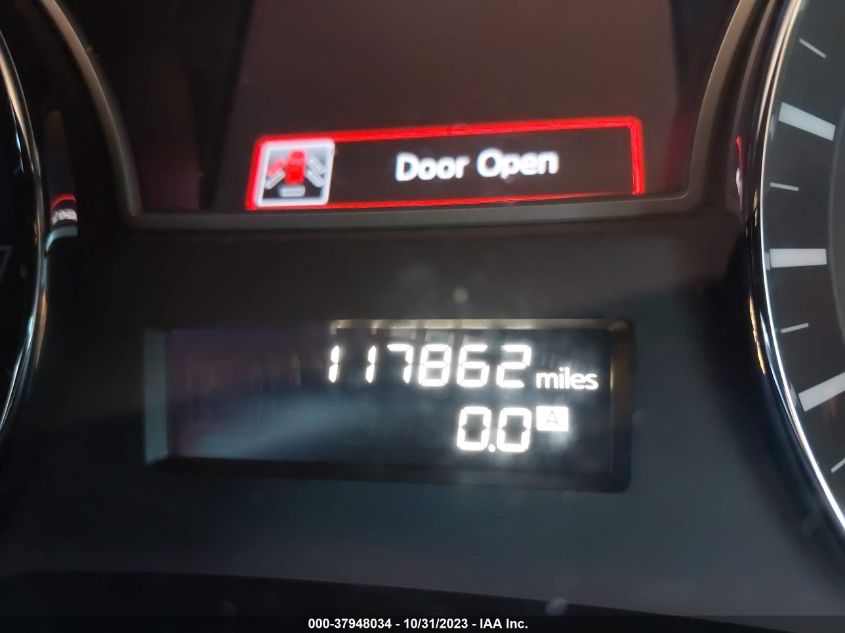 Door Open
117862 miles
0.0 A
000-37948034 - 10/31/2023 - IAA Inc.